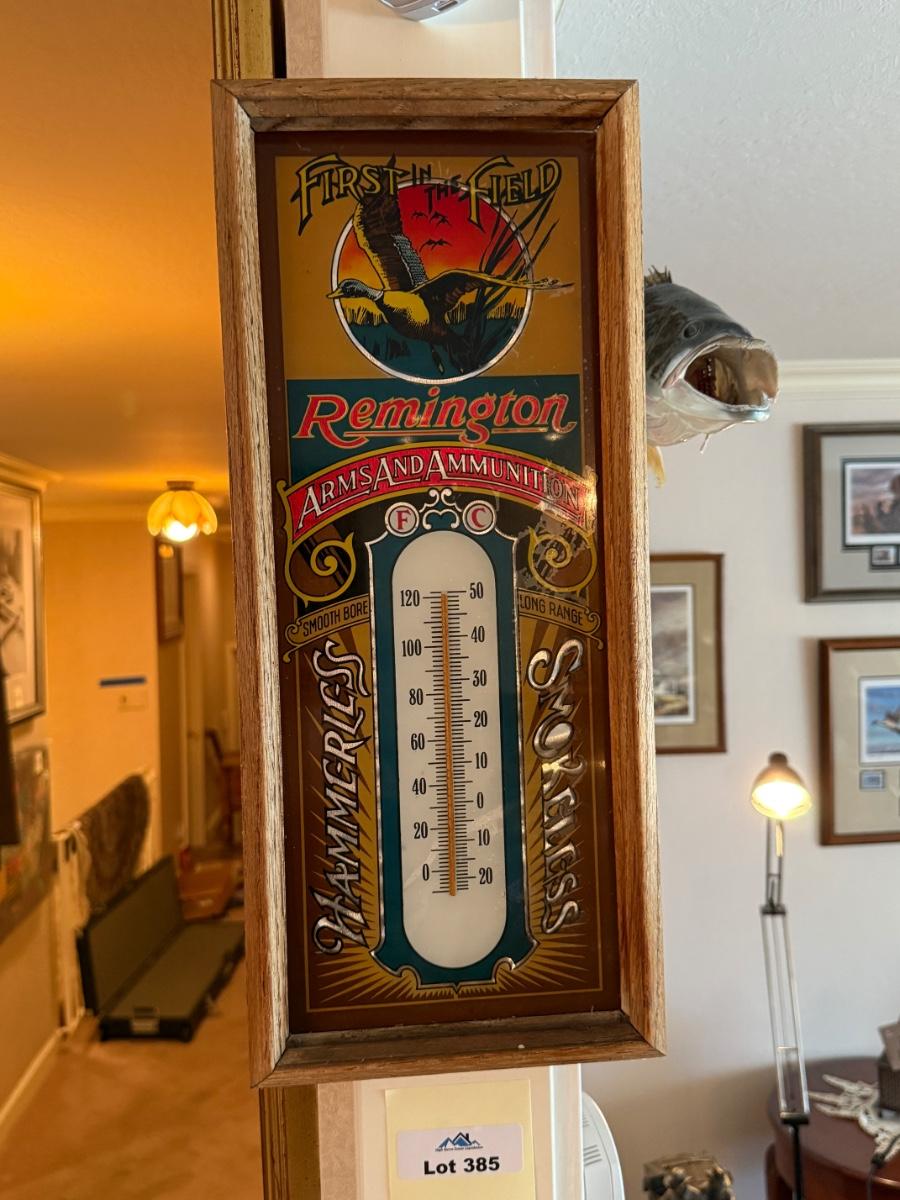 FIRST IN THE FIELD
Remington
ARMS AND AMMUNITION
F C
SMOOTH BORE
LONG RANGE
HAMMERLESS
SMOKELESS
120 50
100 40
80 30
60 20
40 10
20 0
0 10
20
Lot 385